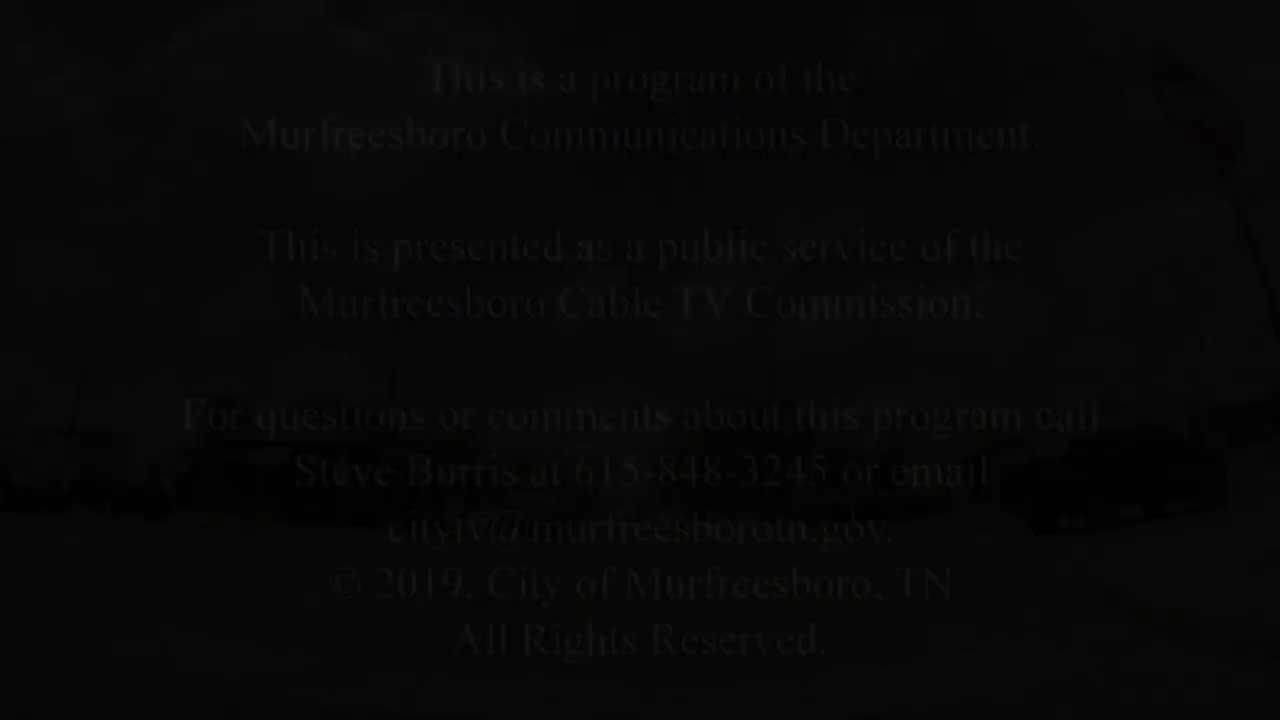 This is a program of the
Murfreesboro Communications Department.
This is presented as a public service of the
Murfreesboro Cable TV Commission.
For questions or comments about this program call
Steve Burris at 615-848-3245 or email
citytv@murfreesborotn.gov.
© 2019, City of Murfreesboro, TN
All Rights Reserved.